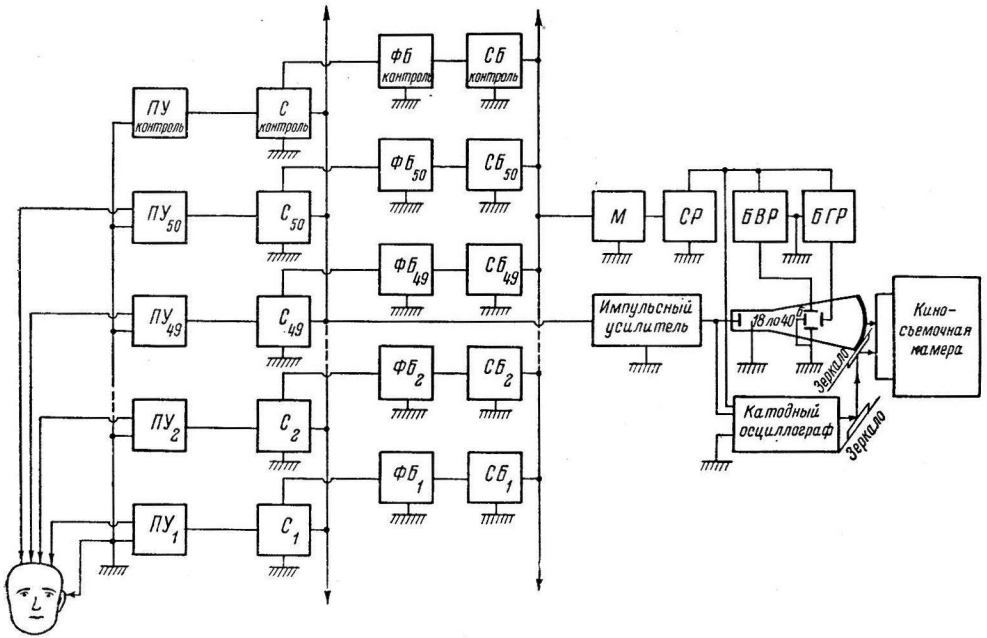 ФБ
контроль
СБ
контроль
ПУ
контроль
С
контроль
ФБ50
СБ50
ПУ50
С50
М
СР
БВР
БГР
ФБ49
СБ49
ПУ49
С49
Импульсный
усилитель
18ло40б
Кино-
съемочная
камера
Зеркало
ФБ2
СБ2
ПУ2
С2
Катодный
осциллограф
Зеркало
ФБ1
СБ1
ПУ1
С1